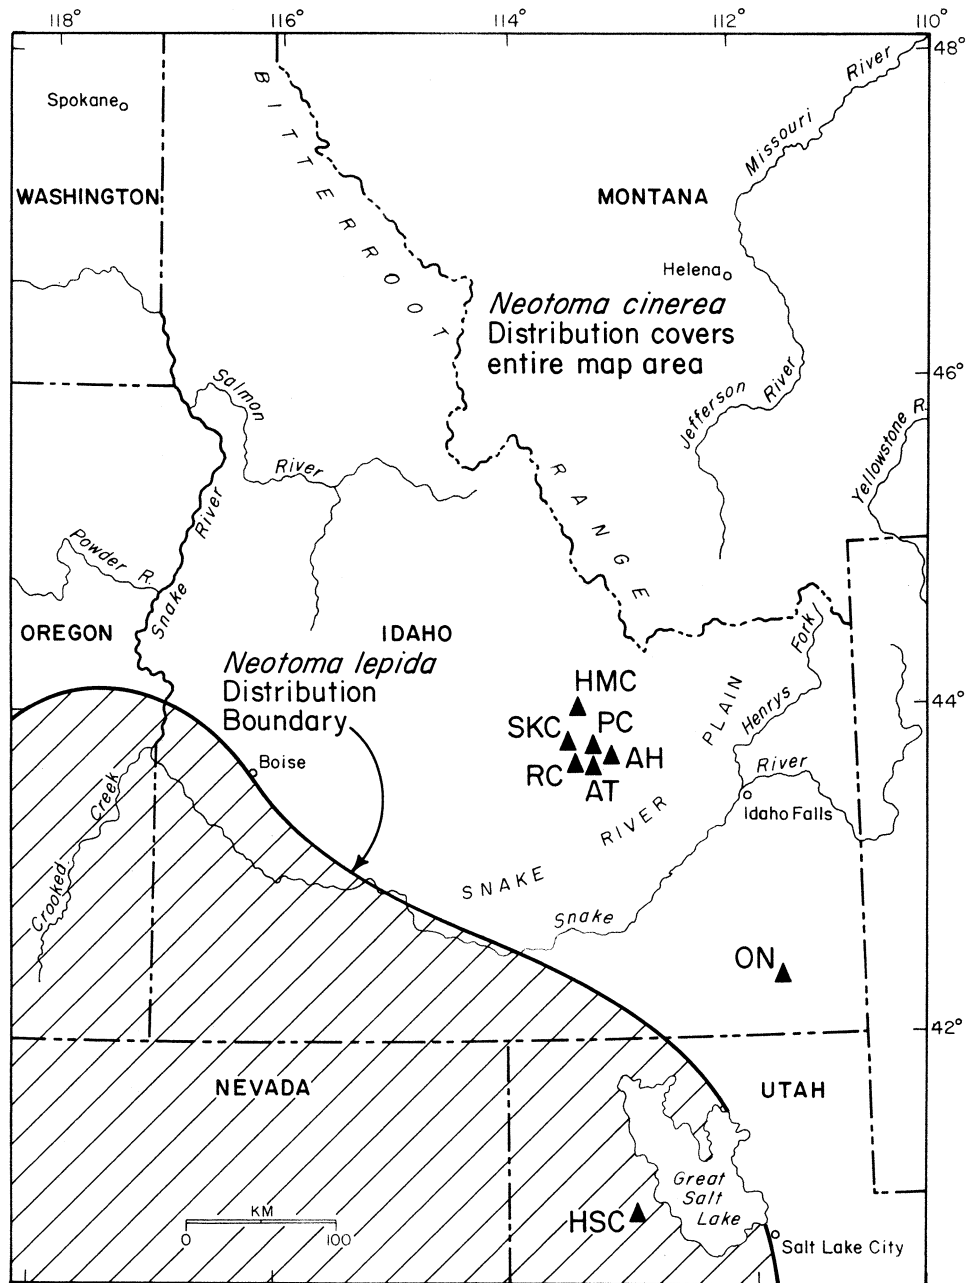 118°
116°
114°
112°
110°
48°
BITTERROOT
River
Spokane
Missouri
WASHINGTON
MONTANA
Helena
Neotoma cinerea
Distribution covers
entire map area
46°
Salmon
River
Jefferson
River
Yellowstone R.
RANGE
River
Powder R.
Snake
OREGON
IDAHO
Fork
Neotoma lepida
Distribution
Boundary
HMC
44°
PLAIN
Henrys
SKC
PC
AH
RC
AT
Boise
River
Idaho Falls
Creek
RIVER
SNAKE
Crooked
Snake
ON
42°
NEVADA
UTAH
Great
Salt
Lake
KM
0
100
HSC
Salt Lake City